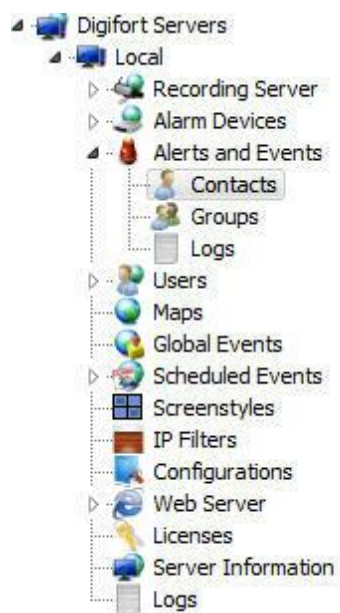 Digifort Servers
Local
Recording Server
Alarm Devices
Alerts and Events
Contacts
Groups
Logs
Users
Maps
Global Events
Scheduled Events
Screenstyles
IP Filters
Configurations
Web Server
Licenses
Server Information
Logs